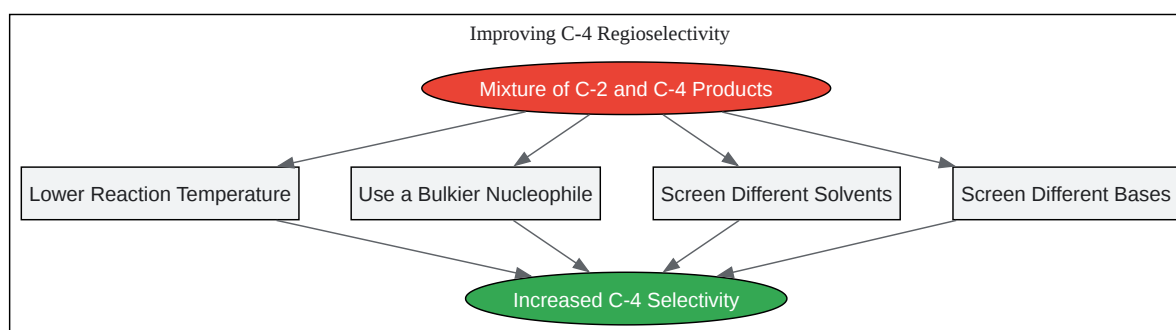 Improving C-4 Regioselectivity
Mixture of C-2 and C-4 Products
Lower Reaction Temperature
Use a Bulkier Nucleophile
Screen Different Solvents
Screen Different Bases
Increased C-4 Selectivity